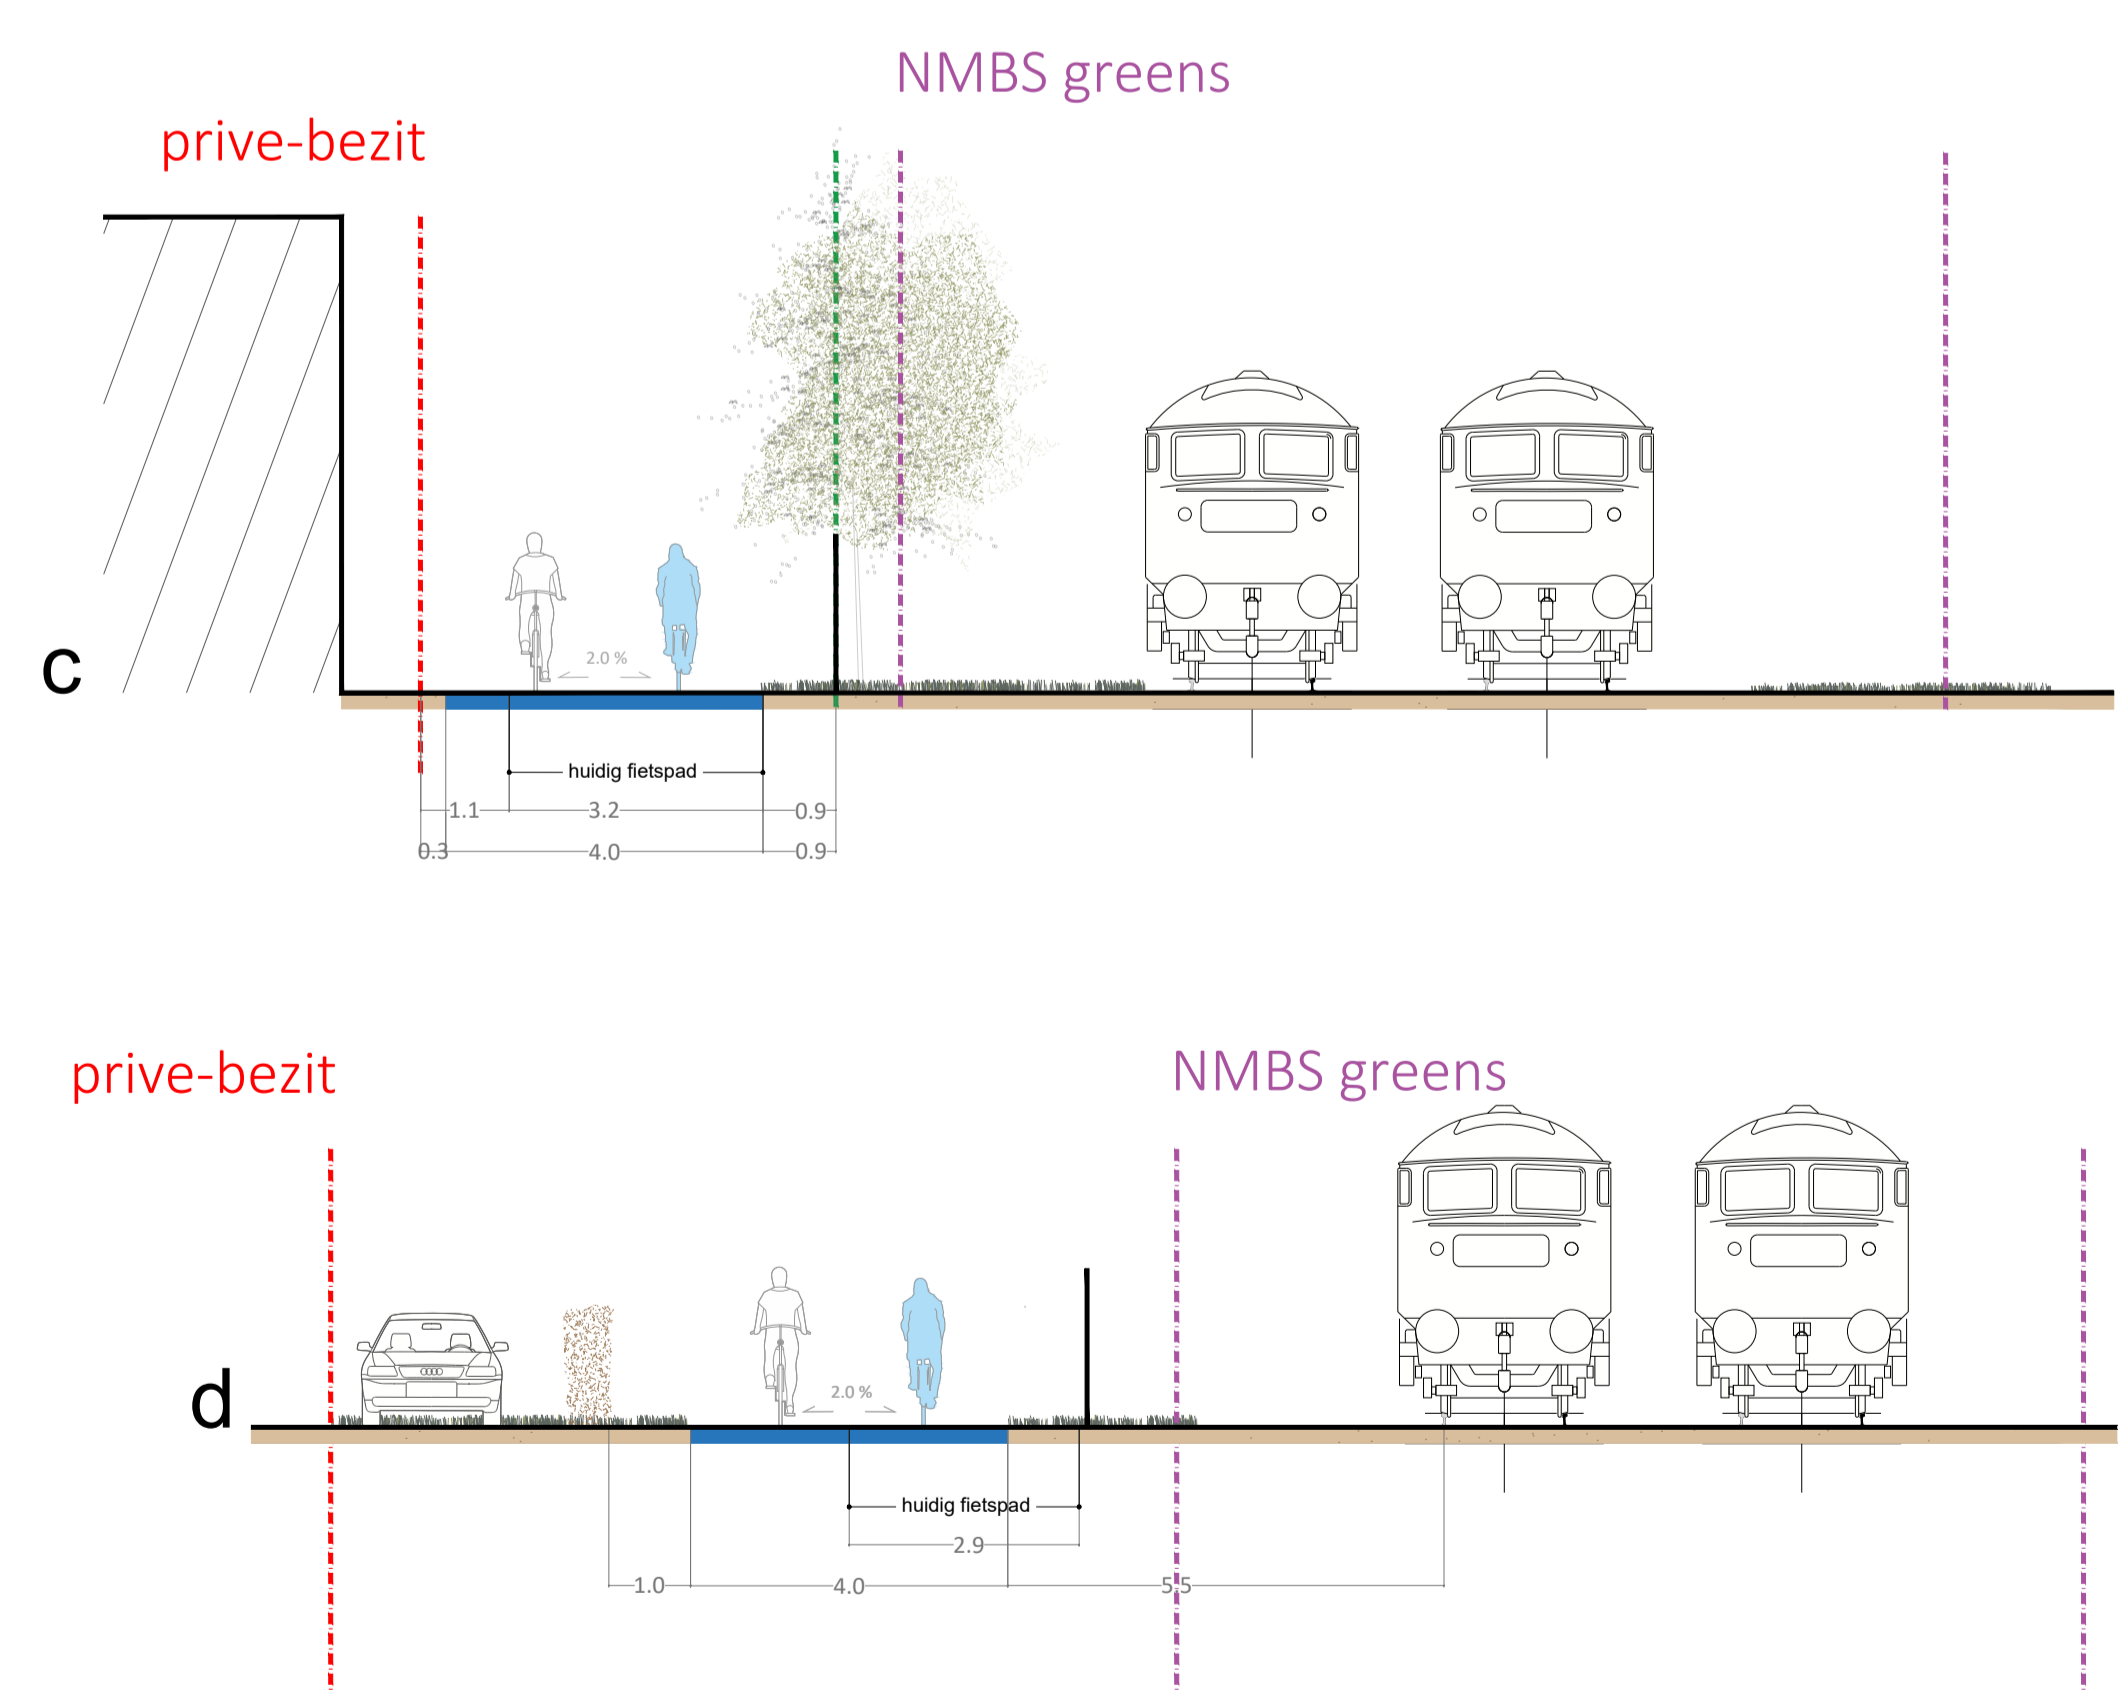 NMBS greens
prive-bezit
c
2.0 %
huidig fietspad
1.1 3.2 0.9
0.3 4.0 0.9
prive-bezit
NMBS greens
d
2.0 %
huidig fietspad
2.9
1.0 4.0 5.5